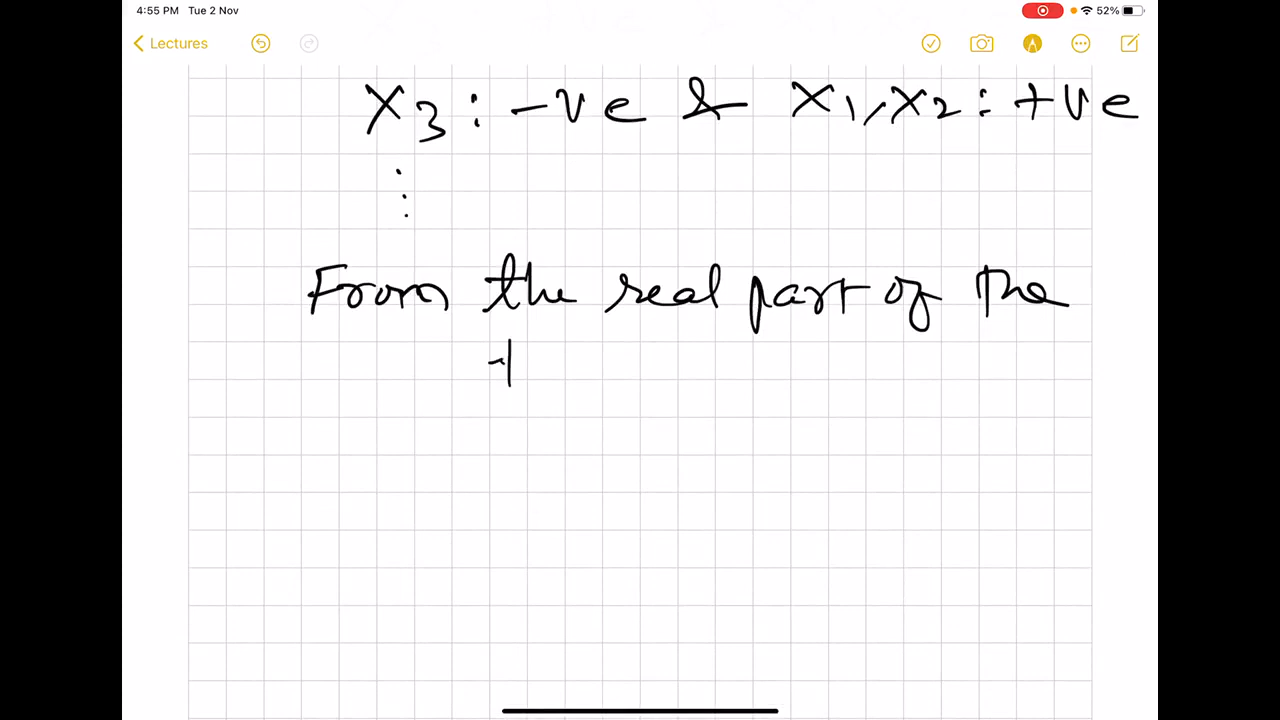 4:55 PM Tue 2 Nov
52%
Lectures
X3 : -ve & X1, X2 : +ve
⋮
From the real part of the